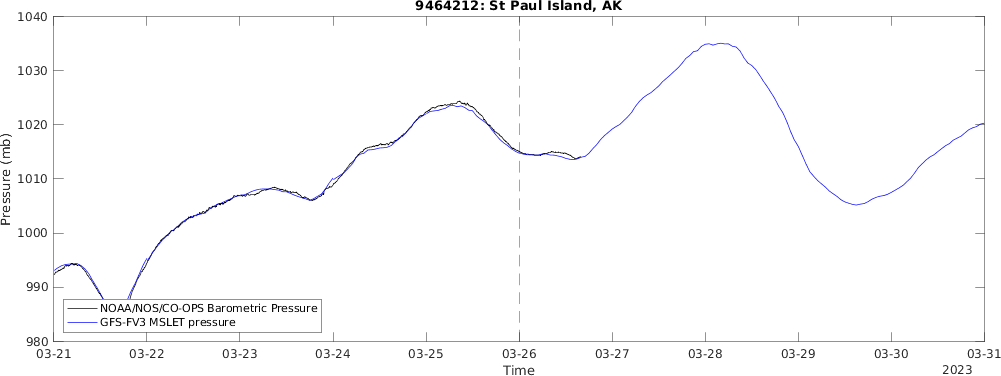 9464212: St Paul Island, AK
1040
1030
1020
1010
1000
990
980
Pressure (mb)
NOAA/NOS/CO-OPS Barometric Pressure
GFS-FV3 MSLET pressure
03-21 03-22 03-23 03-24 03-25 03-26 03-27 03-28 03-29 03-30 03-31
Time
2023